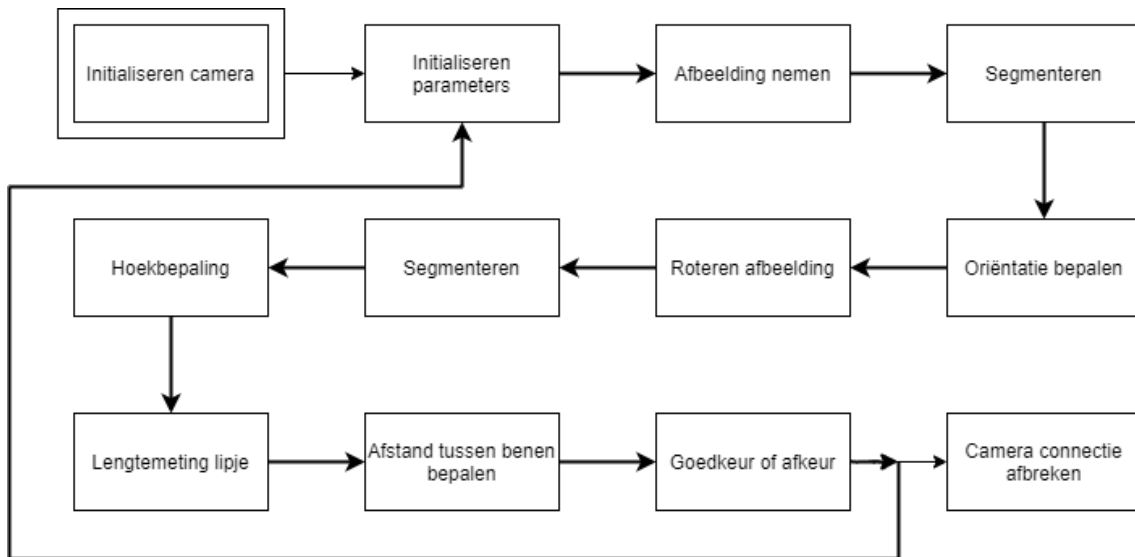 Initialiseren camera
Initialiseren
parameters
Afbeelding nemen
Segmenteren
Hoekbepaling
Segmenteren
Roteren afbeelding
Oriëntatie bepalen
Lengtemeting lipje
Afstand tussen benen
bepalen
Goedkeur of afkeur
Camera connectie
afbreken